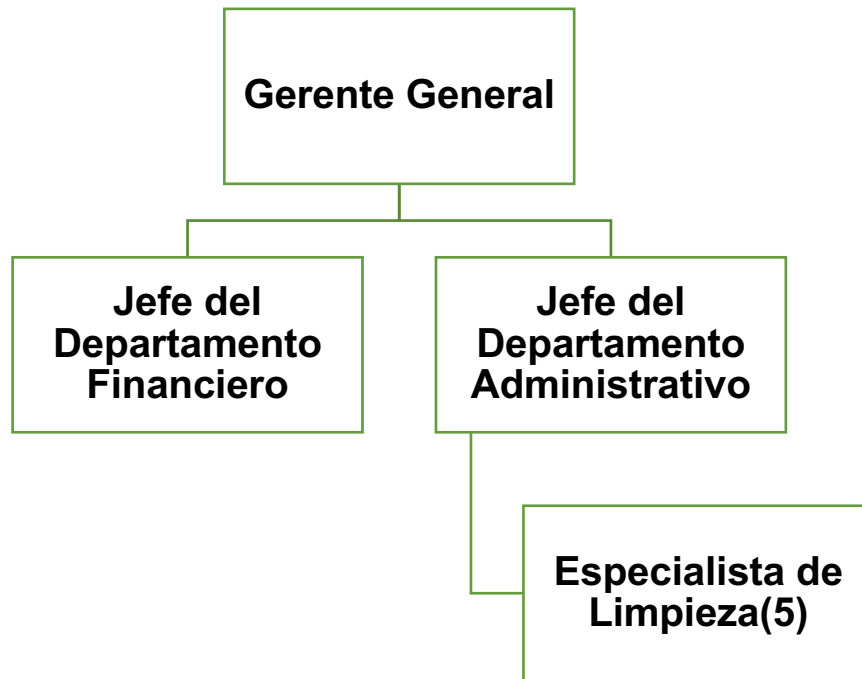 Gerente General
Jefe del
Departamento
Financiero
Jefe del
Departamento
Administrativo
Especialista de
Limpieza(5)